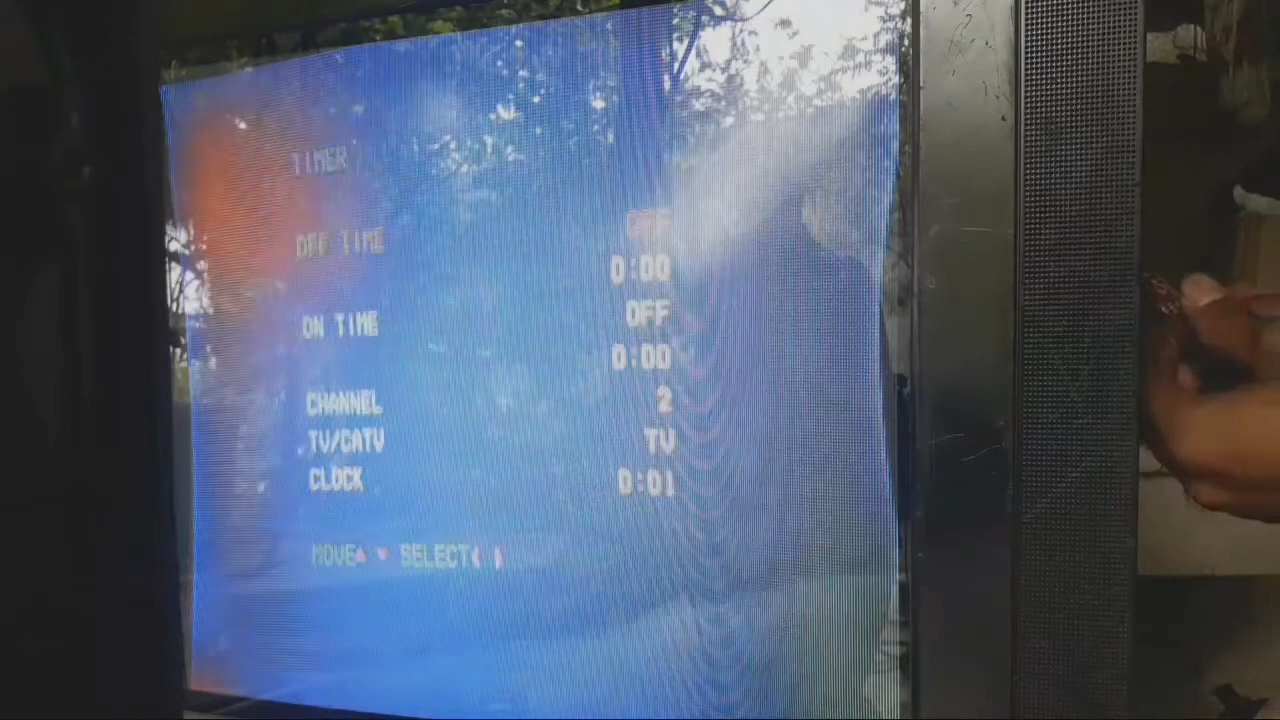 TIMER
OFF TIME OFF
0:00
ON TIME OFF
0:00
CHANNEL 2
TV/CATV TV
CLOCK 0:01
MOVE▲ ▼ SELECT◀ ▶